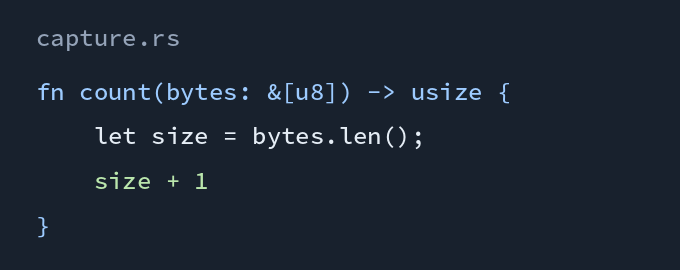 capture.rs
fn count(bytes: &[u8]) -> usize {
    let size = bytes.len();
    size + 1
}